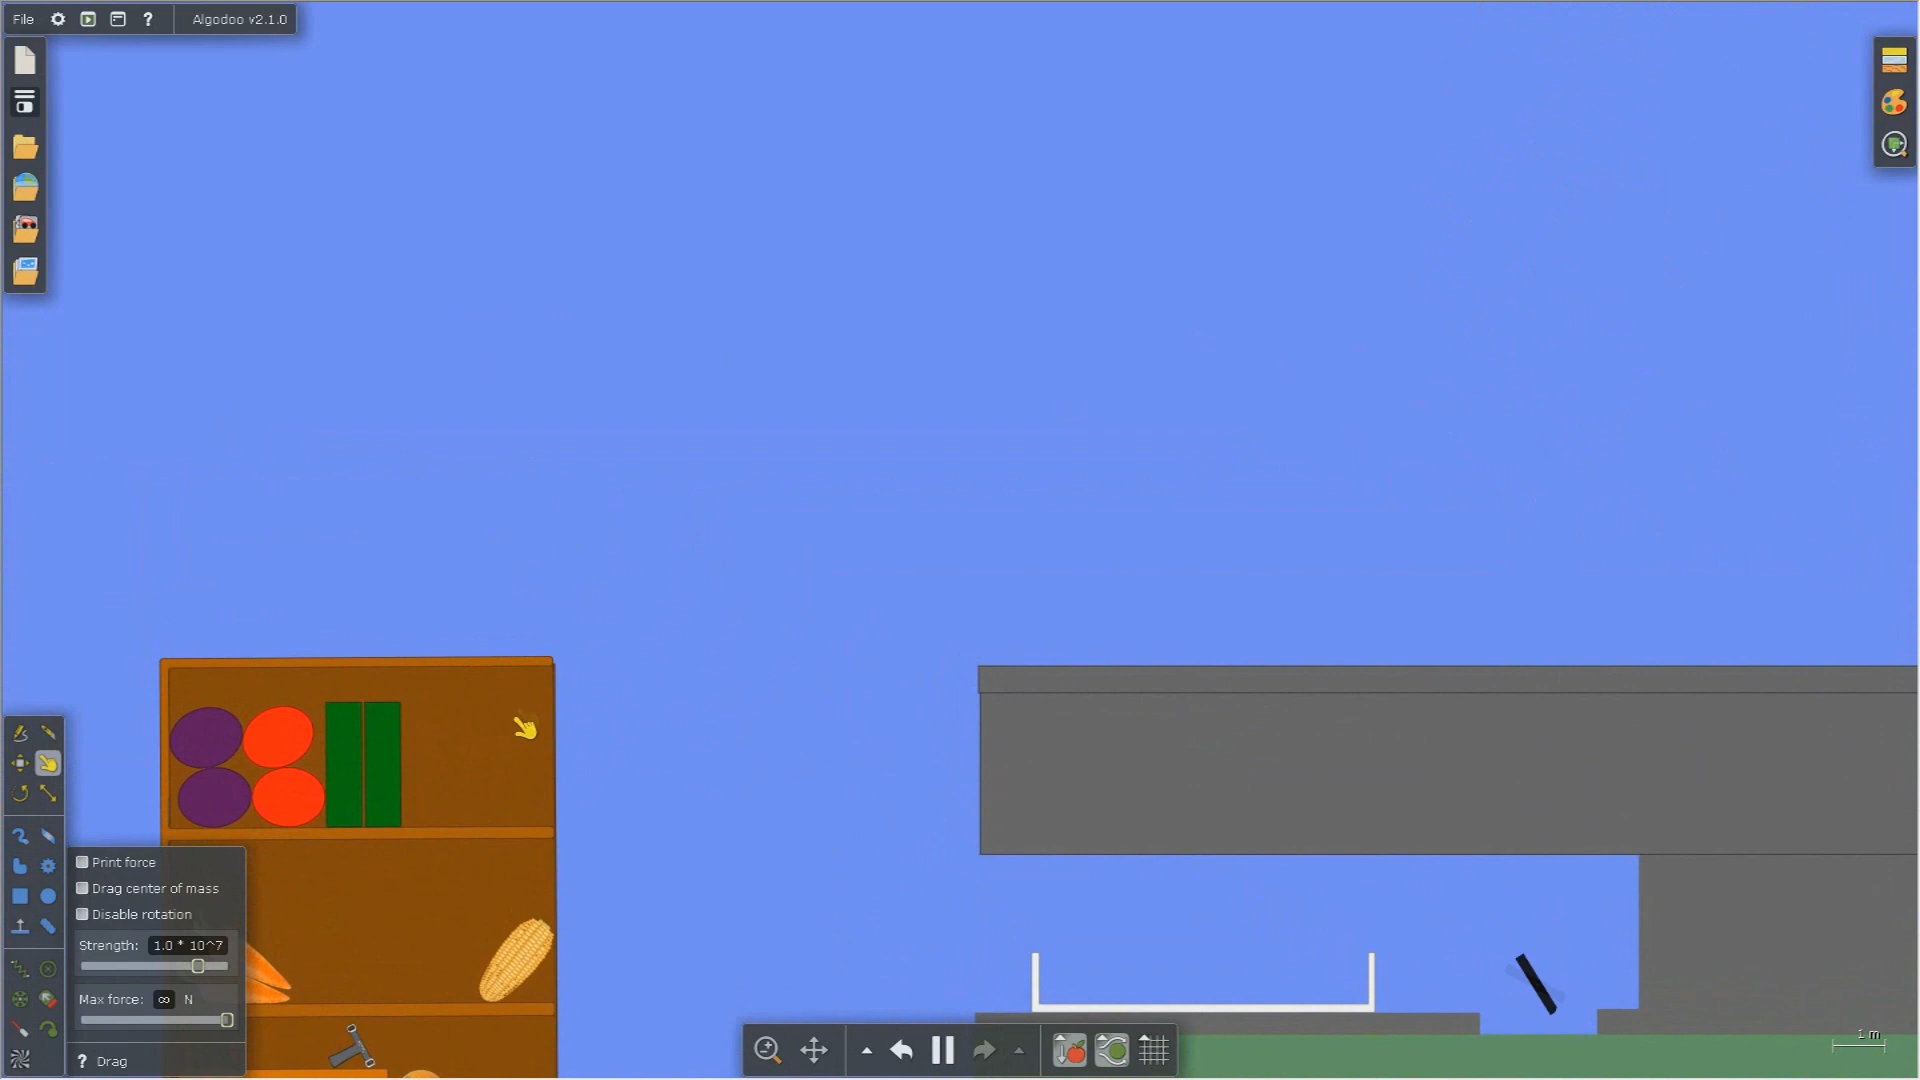 File ? Algodoo v2.1.0
Print force
Drag center of mass
Disable rotation
Strength: 1.0 * 10^7
Max force: ∞ N
? Drag
1 m